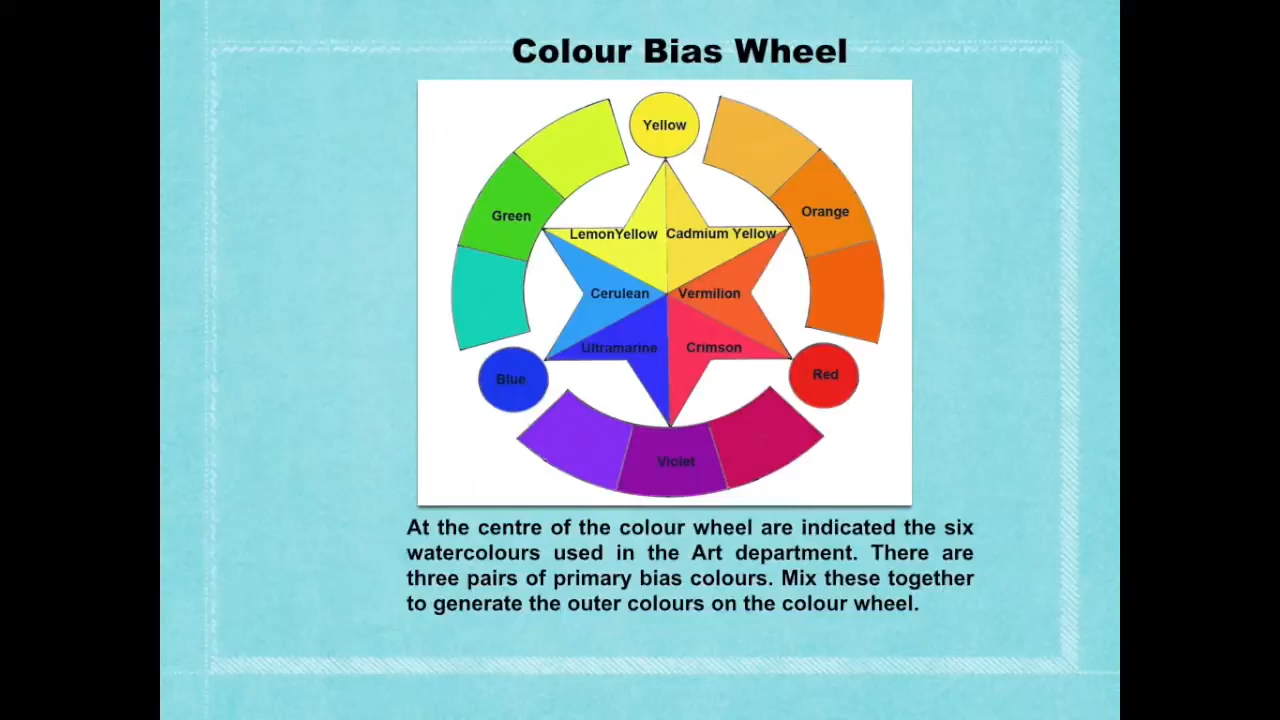 Colour Bias Wheel
Yellow
Green
Orange
LemonYellow
Cadmium Yellow
Cerulean
Vermilion
Ultramarine
Crimson
Blue
Red
Violet
At the centre of the colour wheel are indicated the six
watercolours used in the Art department. There are
three pairs of primary bias colours. Mix these together
to generate the outer colours on the colour wheel.